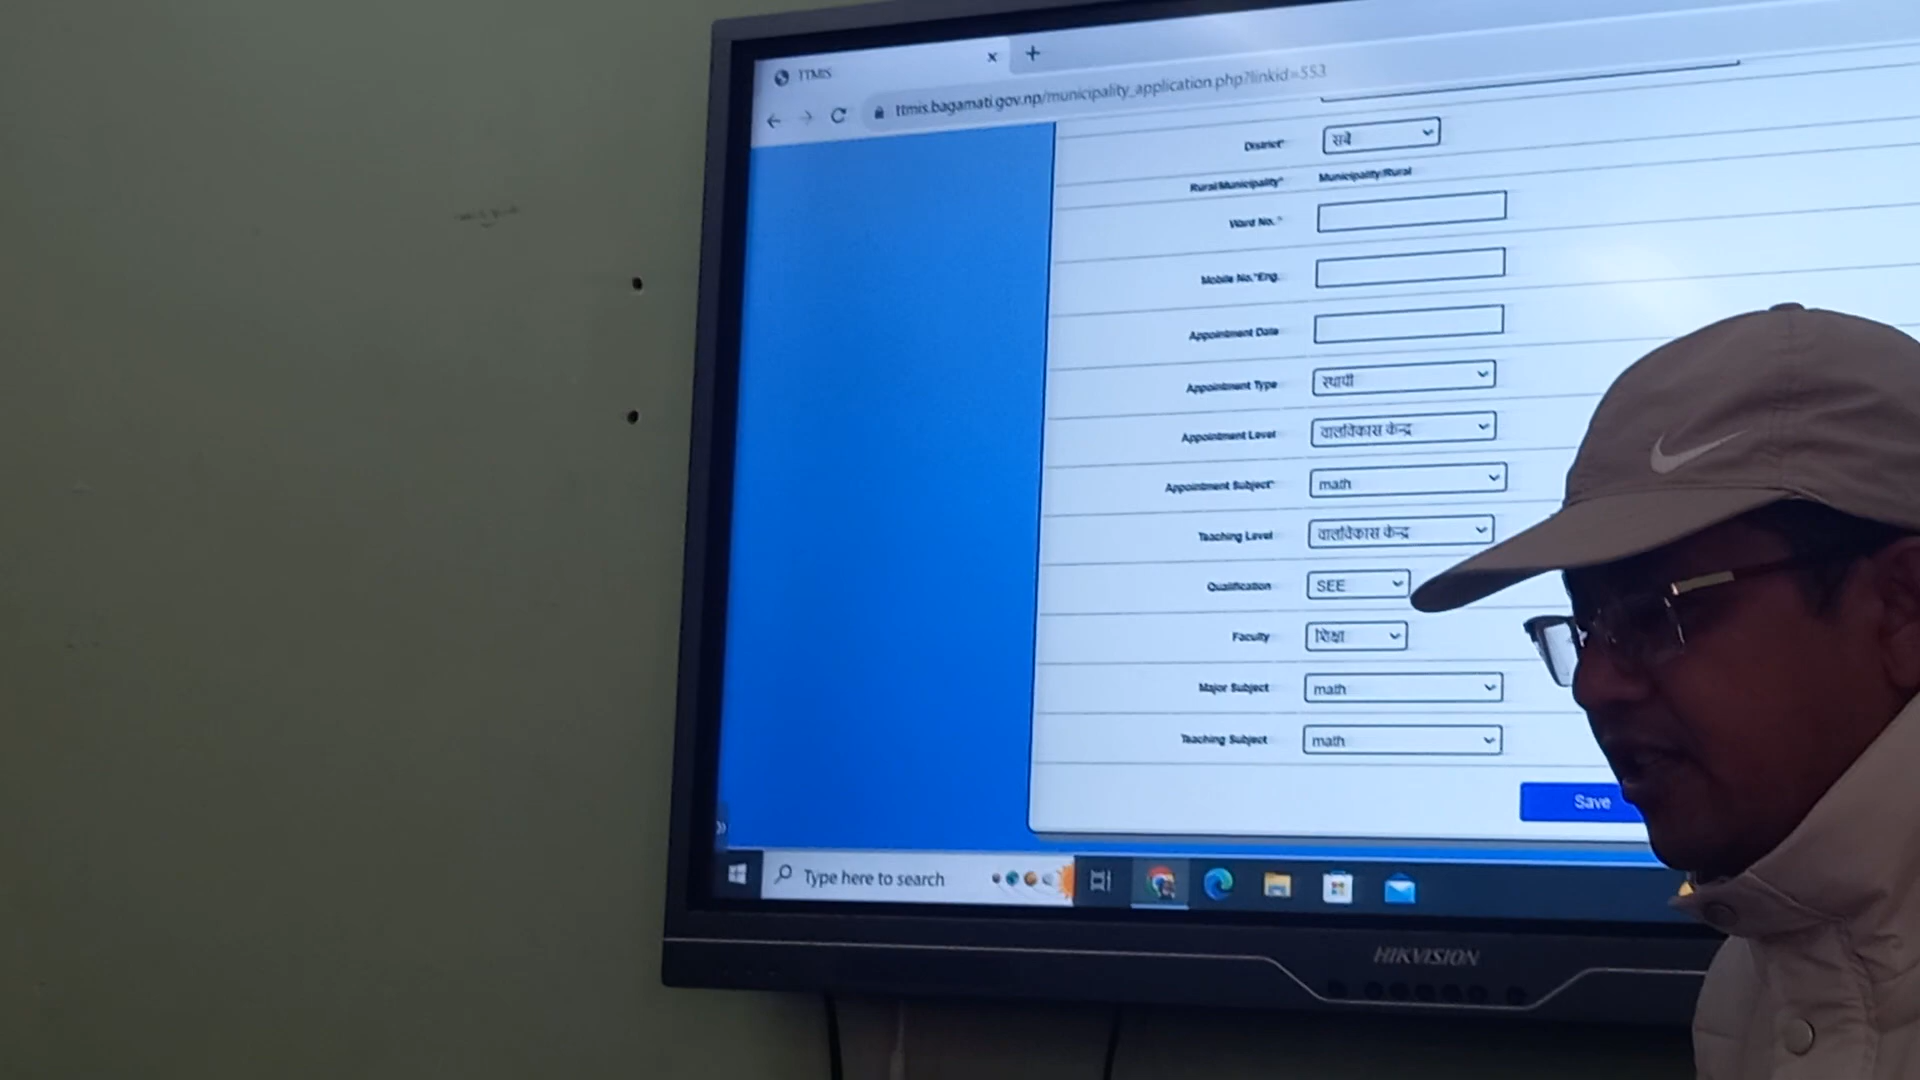 TTMIS
ttmis.bagamati.gov.np/municipality_application.php?linkid=553
District* सबै
Rural/Municipality* Municipality/Rural
Ward No. *
Mobile No.*Eng.
Appointment Date
Appointment Type स्थायी
Appointment Level वालविकास केन्द्र
Appointment Subject* math
Teaching Level वालविकास केन्द्र
Qualification SEE
Faculty शिक्षा
Major Subject math
Teaching Subject math
Save
Type here to search
HIKVISION